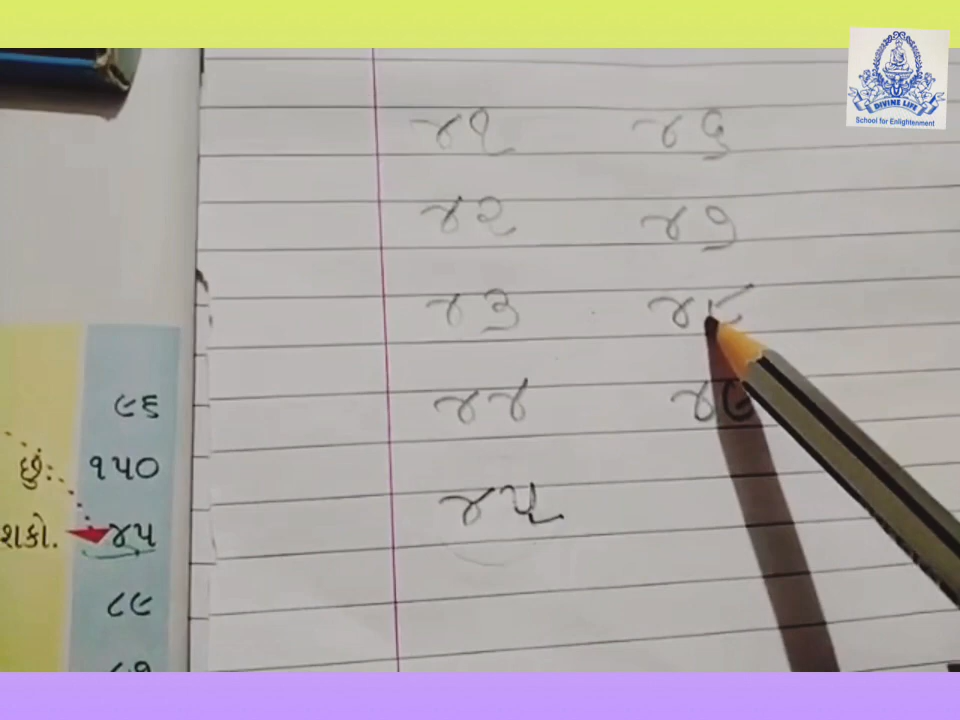 DIVINE LIFE
School for Enlightenment
૪૧ ૪૬
૪૨ ૪૭
૪૩ ૪૮
૪૪ ૪૯
૪૫
૯૬
છું. ૧૫૦
શકો. ૪૫
૮૯